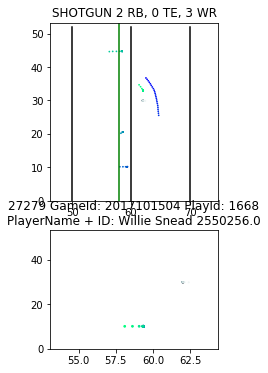 SHOTGUN 2 RB, 0 TE, 3 WR
50
40
30
20
10
0
50 60 70
27279 GameId: 2017101504 PlayId: 1668
PlayerName + ID: Willie Snead 2550256.0
40
20
0
55.0 57.5 60.0 62.5